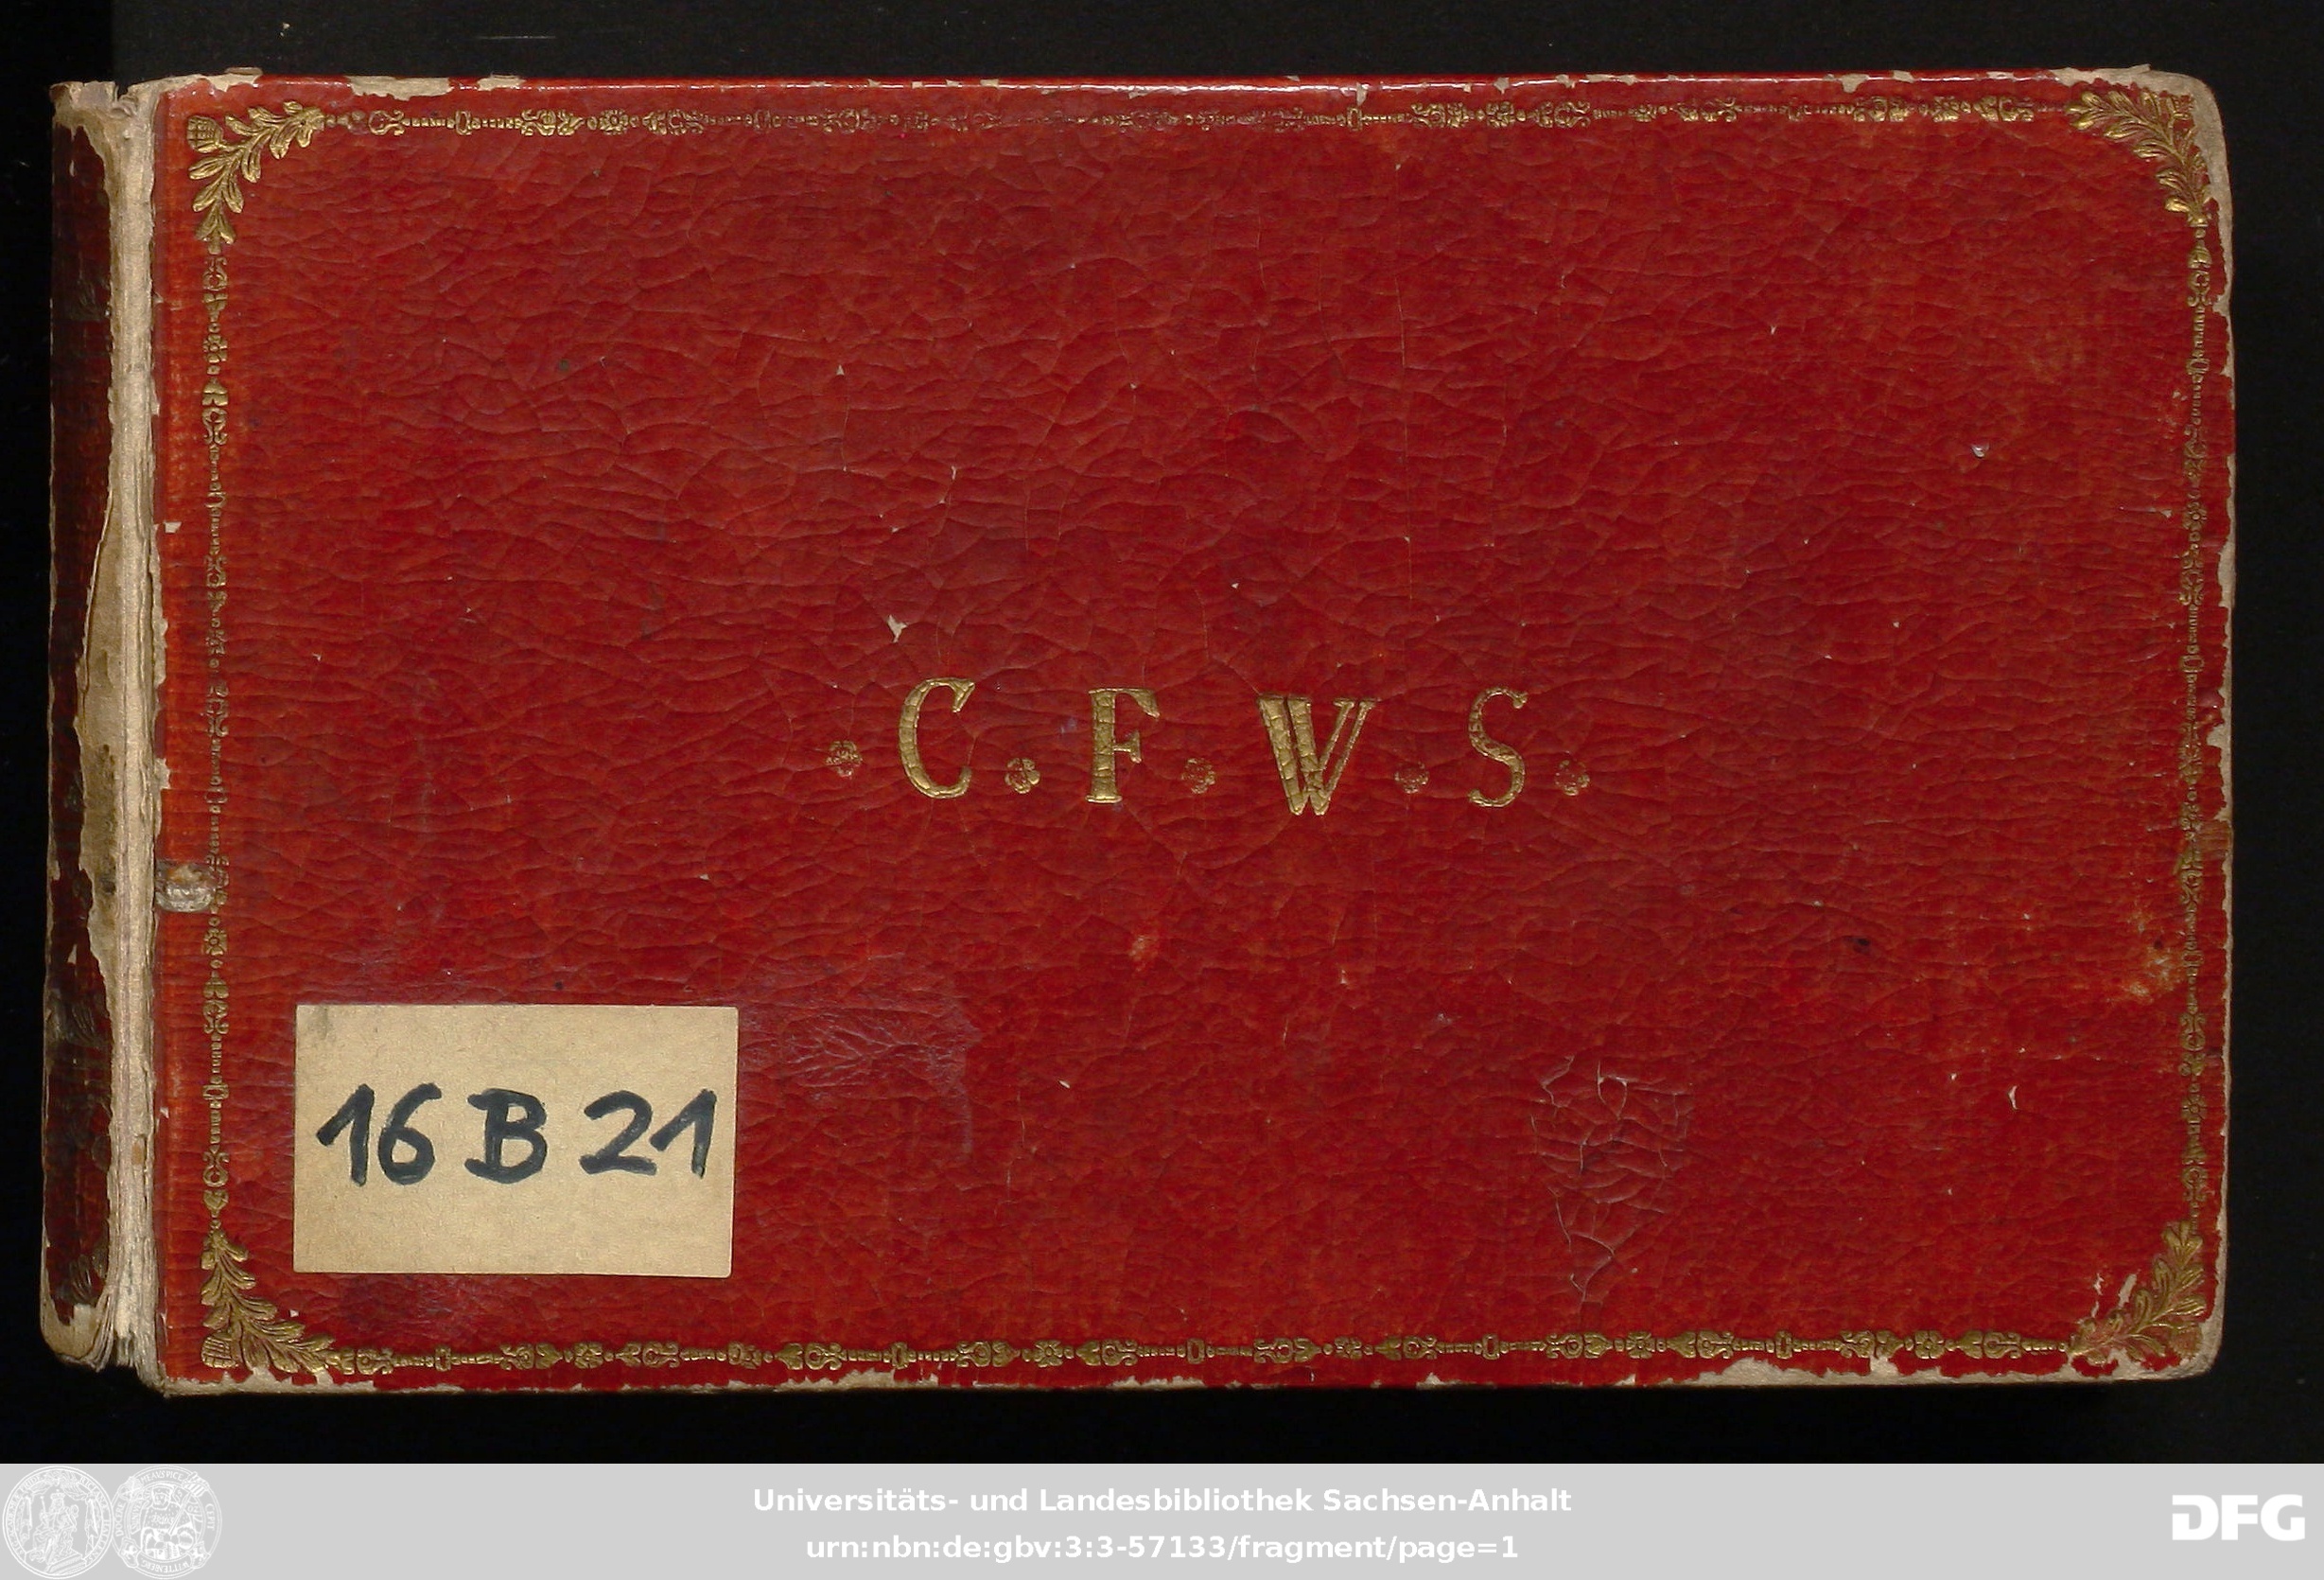 C. F. W. S.
16 B 21
Universitäts- und Landesbibliothek Sachsen-Anhalt
urn:nbn:de:gbv:3:3-57133/fragment/page=1
DFG